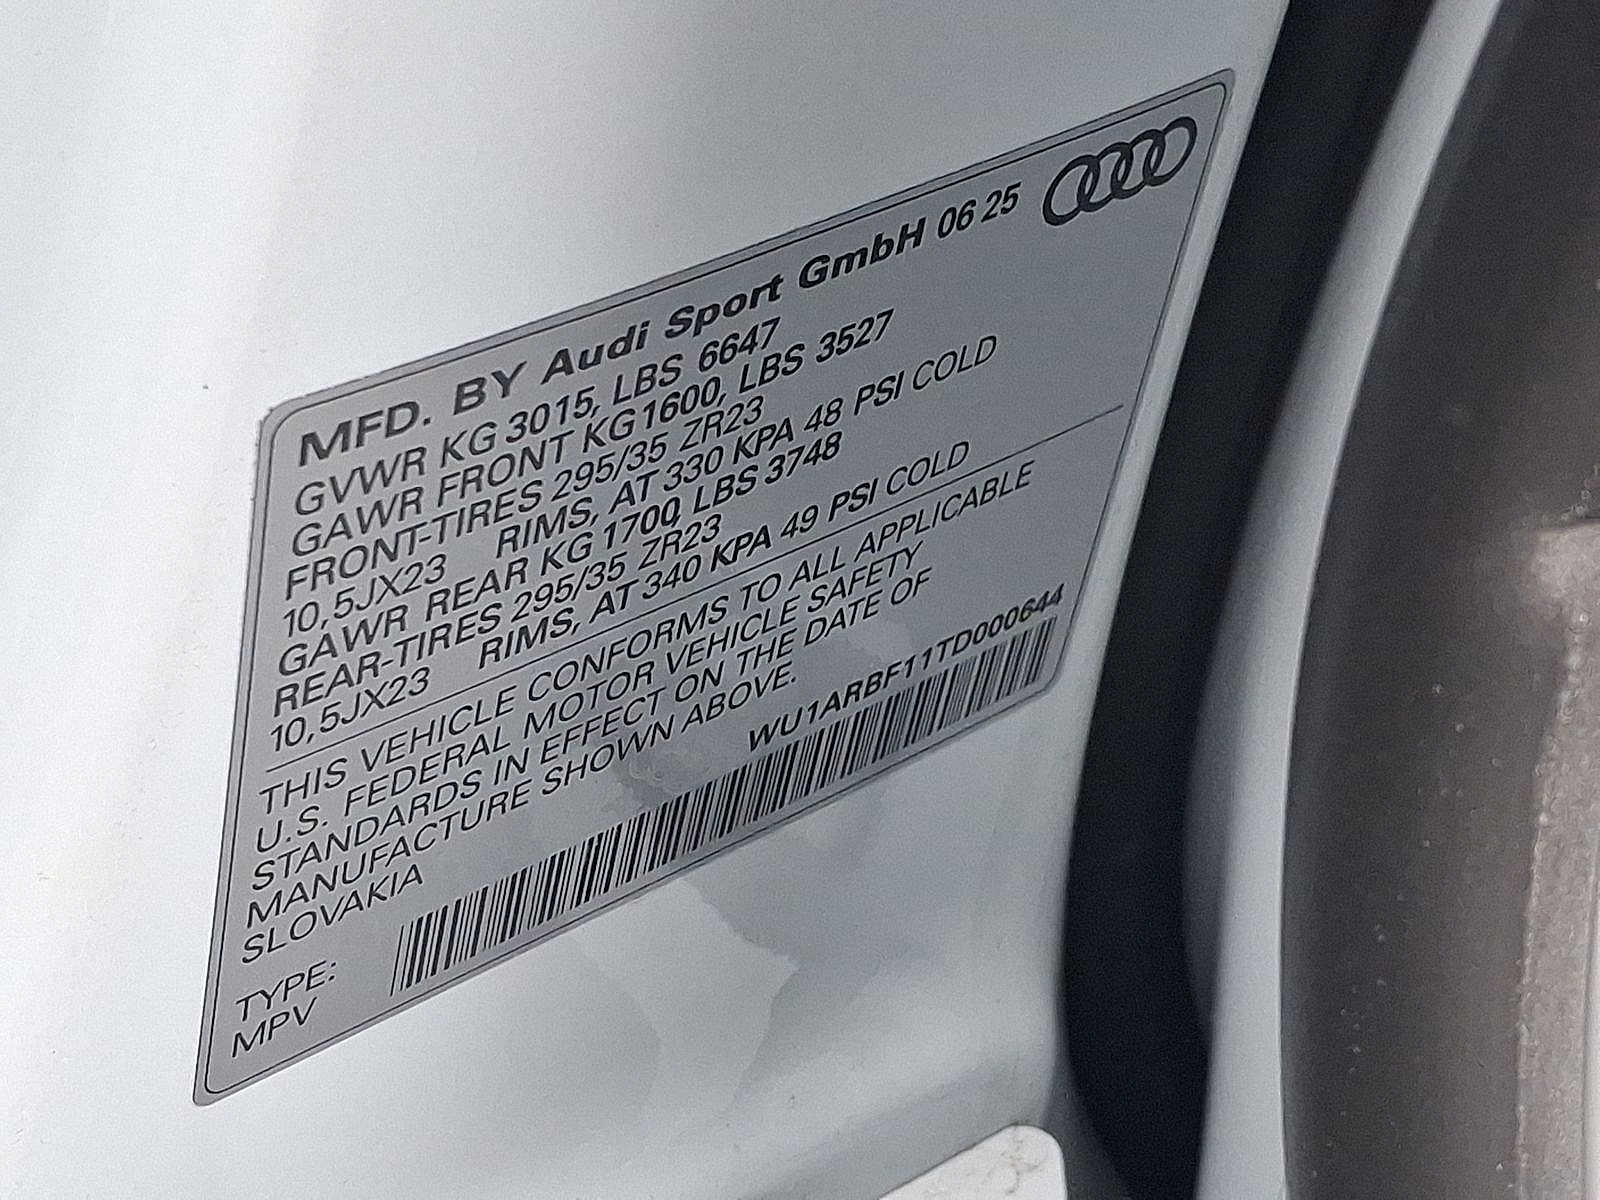 MFD. BY Audi Sport GmbH 06 25
GVWR KG 3015, LBS 6647
GAWR FRONT KG 1600, LBS 3527
FRONT-TIRES 295/35 ZR23
10,5JX23 RIMS, AT 330 KPA 48 PSI COLD
GAWR REAR KG 1700, LBS 3748
REAR-TIRES 295/35 ZR23
10,5JX23 RIMS, AT 340 KPA 49 PSI COLD
THIS VEHICLE CONFORMS TO ALL APPLICABLE
U.S. FEDERAL MOTOR VEHICLE SAFETY
STANDARDS IN EFFECT ON THE DATE OF
MANUFACTURE SHOWN ABOVE.
SLOVAKIA
WU1ARBF11TD000644
TYPE:
MPV